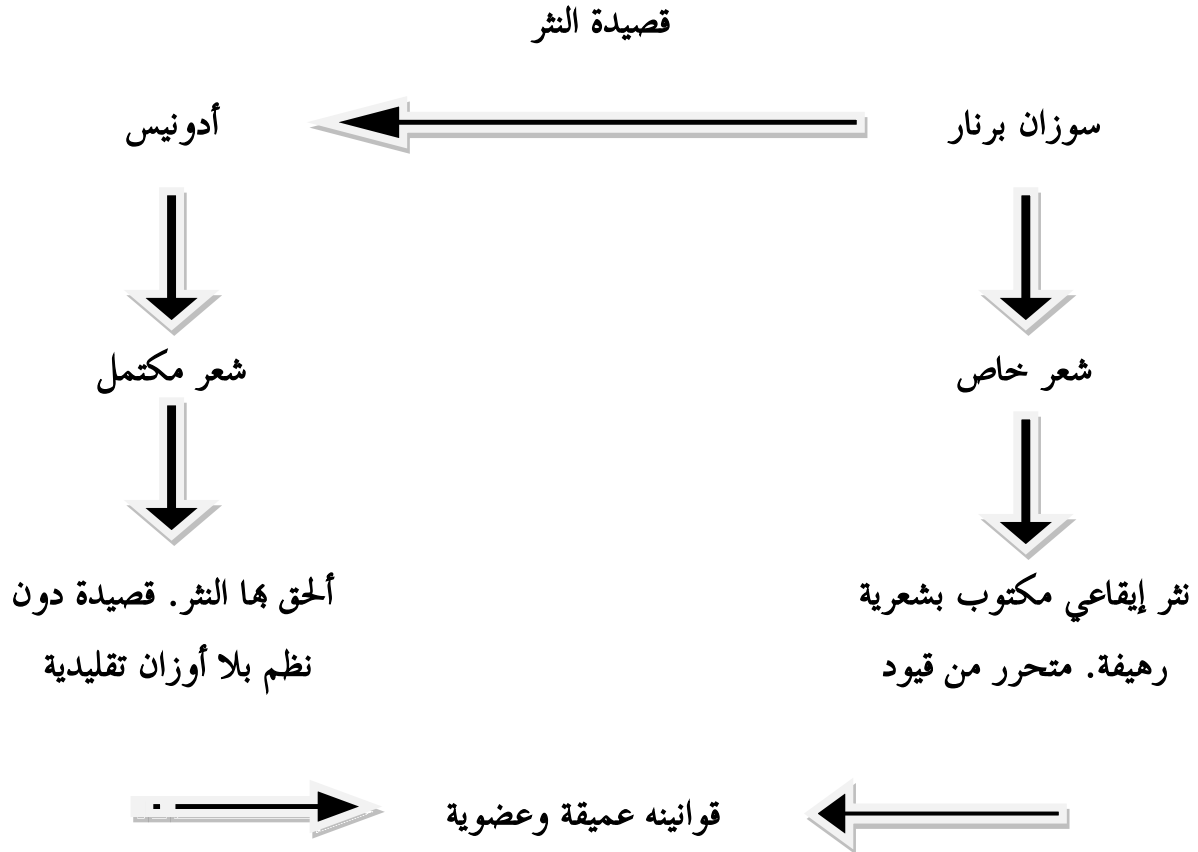 قصيدة النثر
سوزان برنار
أدونيس
شعر خاص
شعر مكتمل
نثر إيقاعي مكتوب بشعرية
رهيفة. متحرر من قيود
ألحق بها النثر. قصيدة دون
نظم بلا أوزان تقليدية
قوانينه عميقة وعضوية